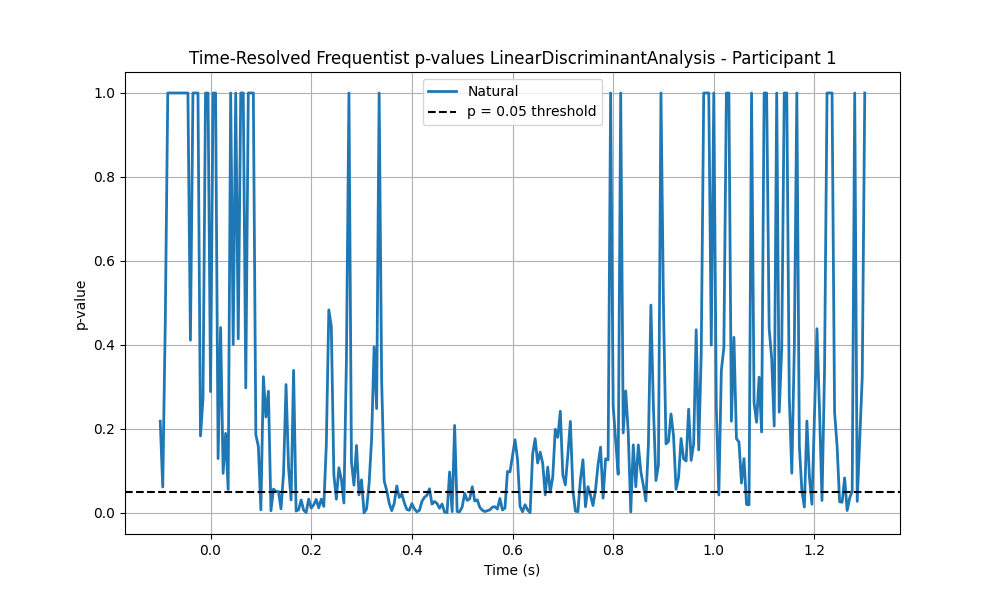 Time-Resolved Frequentist p-values LinearDiscriminantAnalysis - Participant 1
Natural
p = 0.05 threshold
p-value
1.0
0.8
0.6
0.4
0.2
0.0
0.0 0.2 0.4 0.6 0.8 1.0 1.2
Time (s)